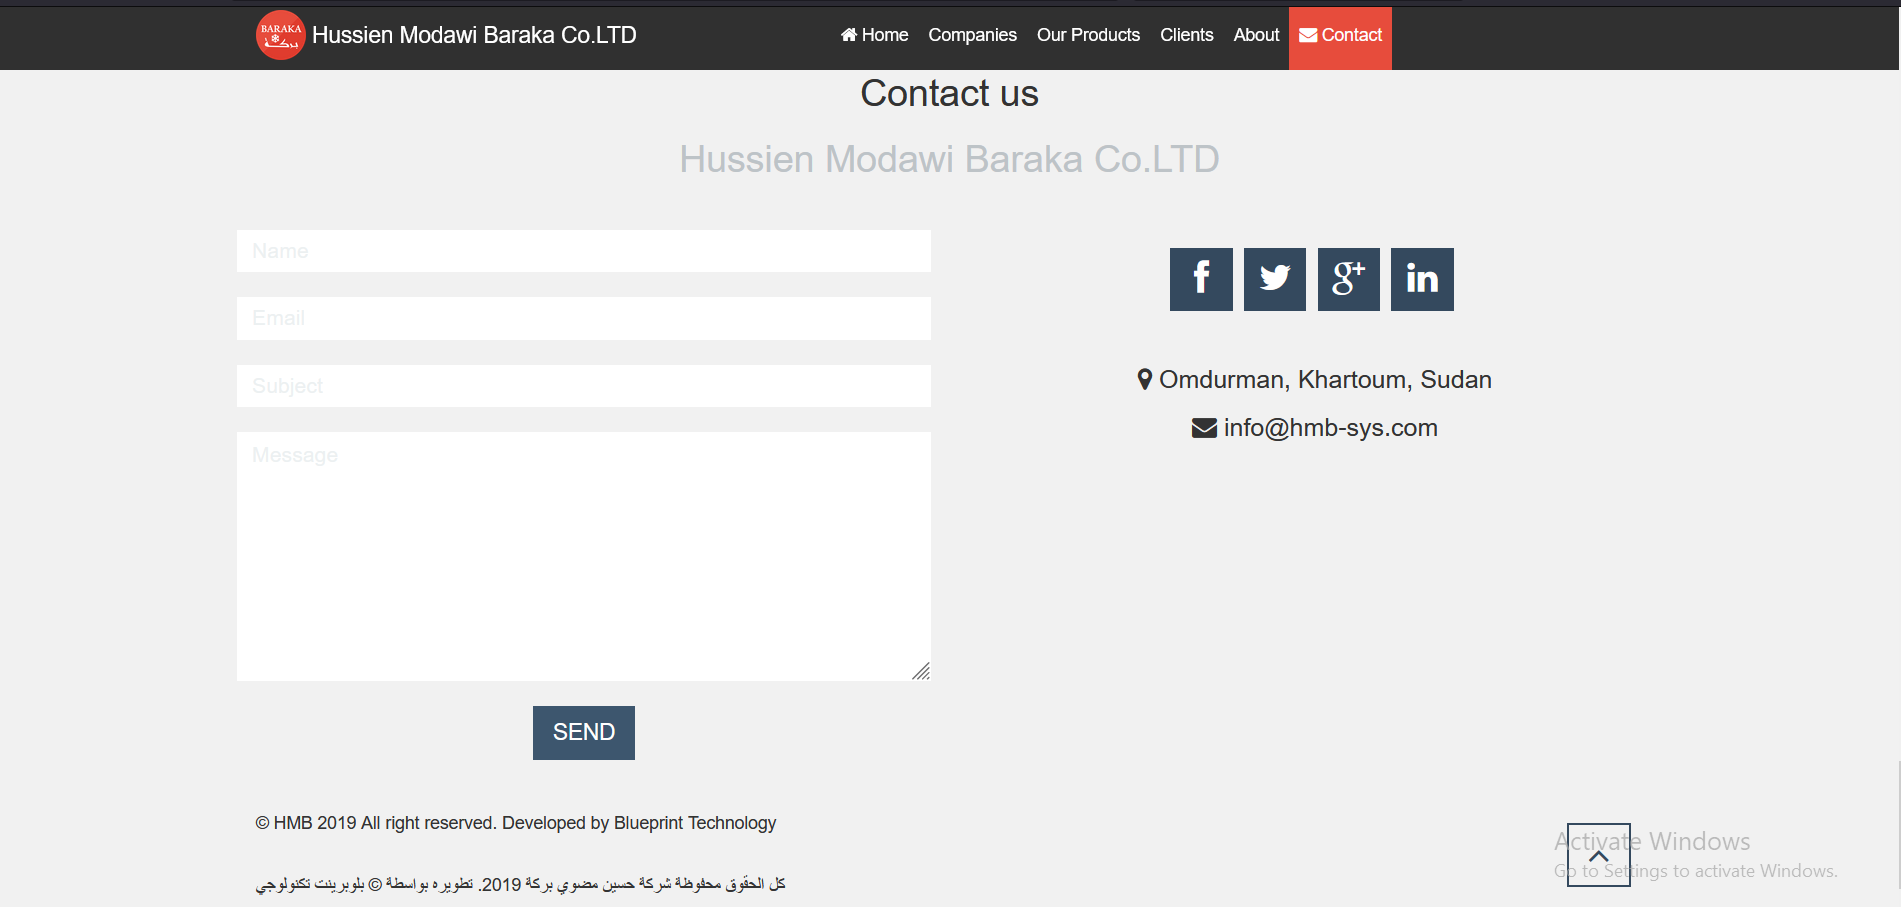 BARAKA
بركة
Hussien Modawi Baraka Co.LTD
Home Companies Our Products Clients About Contact
Contact us
Hussien Modawi Baraka Co.LTD
Name
Email
Subject
Message
SEND
f g+ in
Omdurman, Khartoum, Sudan
info@hmb-sys.com
© HMB 2019 All right reserved. Developed by Blueprint Technology
كل الحقوق محفوظة شركة حسين مضوي بركة 2019. تطويره بواسطة © بلوبرينت تكنولوجي
Activate Windows
Go to Settings to activate Windows.